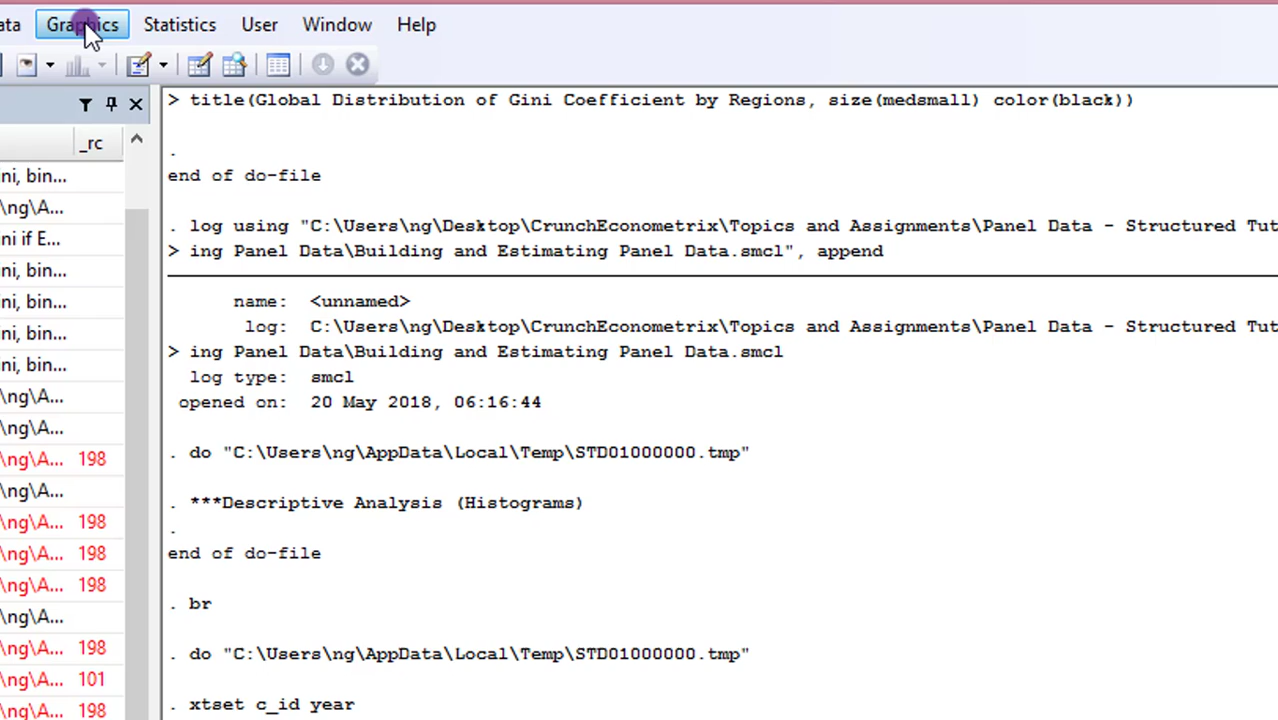 ata Graphics Statistics User Window Help
> title(Global Distribution of Gini Coefficient by Regions, size(medsmall) color(black))
_rc
.
ni, bin...
end of do-file
\ng\A...
. log using "C:\Users\ng\Desktop\CrunchEconometrix\Topics and Assignments\Panel Data - Structured Tut
ni if E...
> ing Panel Data\Building and Estimating Panel Data.smcl", append
ni, bin...
name: <unnamed>
ni, bin...
log: C:\Users\ng\Desktop\CrunchEconometrix\Topics and Assignments\Panel Data - Structured Tut
ni, bin...
> ing Panel Data\Building and Estimating Panel Data.smcl
ni, bin...
log type: smcl
\ng\A...
opened on: 20 May 2018, 06:16:44
\ng\A...
. do "C:\Users\ng\AppData\Local\Temp\STD01000000.tmp"
\ng\A... 198
\ng\A...
. ***Descriptive Analysis (Histograms)
\ng\A... 198
.
end of do-file
\ng\A... 198
\ng\A... 198
. br
\ng\A...
\ng\A... 198
. do "C:\Users\ng\AppData\Local\Temp\STD01000000.tmp"
\ng\A... 101
. xtset c_id year
\ng\A... 198